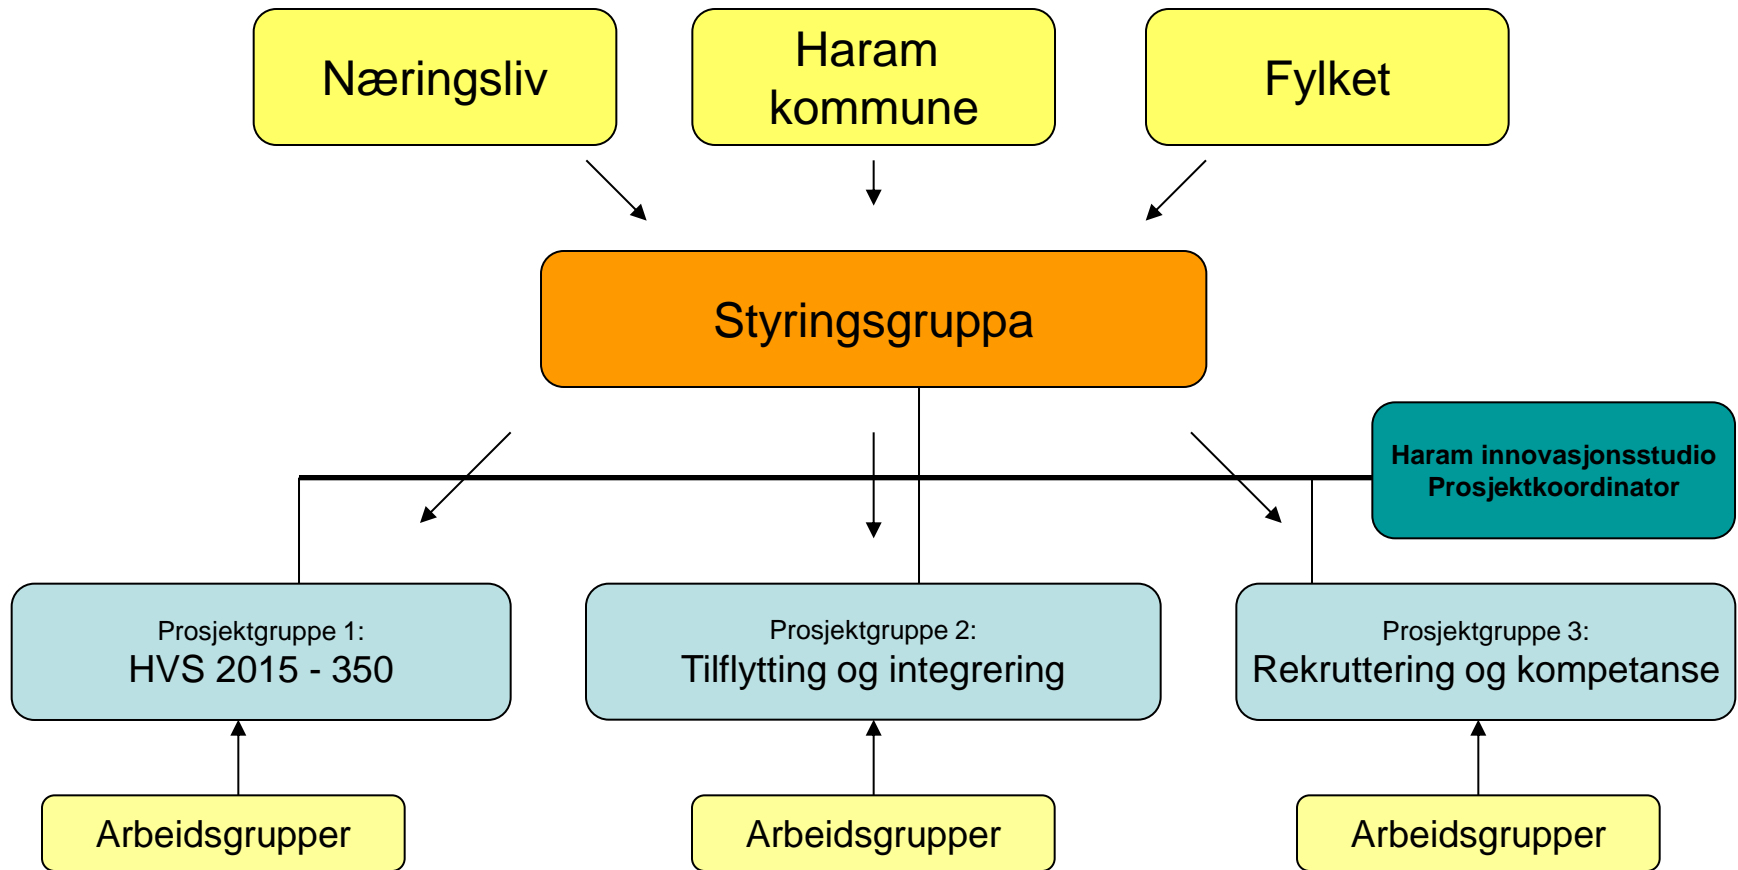 Næringsliv
Haram
kommune
Fylket
Styringsgruppa
Haram innovasjonsstudio
Prosjektkoordinator
Prosjektgruppe 1:
HVS 2015 - 350
Prosjektgruppe 2:
Tilflytting og integrering
Prosjektgruppe 3:
Rekruttering og kompetanse
Arbeidsgrupper
Arbeidsgrupper
Arbeidsgrupper